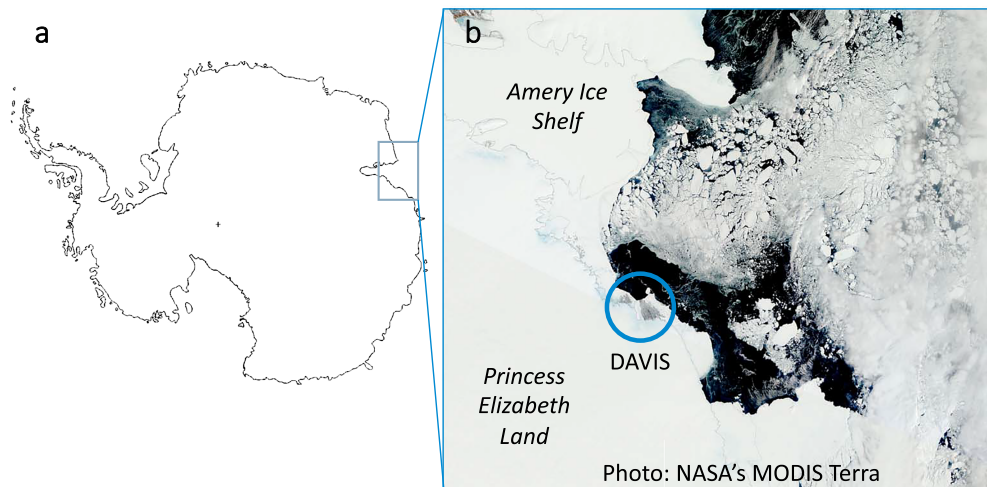 a
b
Amery Ice
Shelf
DAVIS
Princess
Elizabeth
Land
Photo: NASA's MODIS Terra